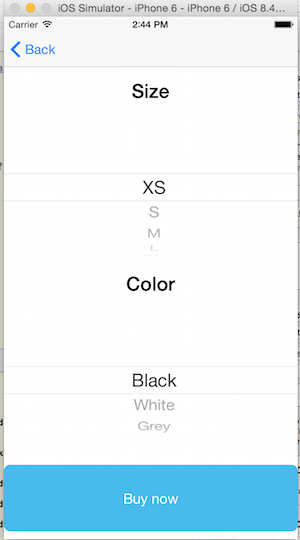 iOS Simulator - iPhone 6 - iPhone 6 / iOS 8.4...
Carrier 2:44 PM
Back
Size
XS
S
M
L
Color
Black
White
Grey
Buy now